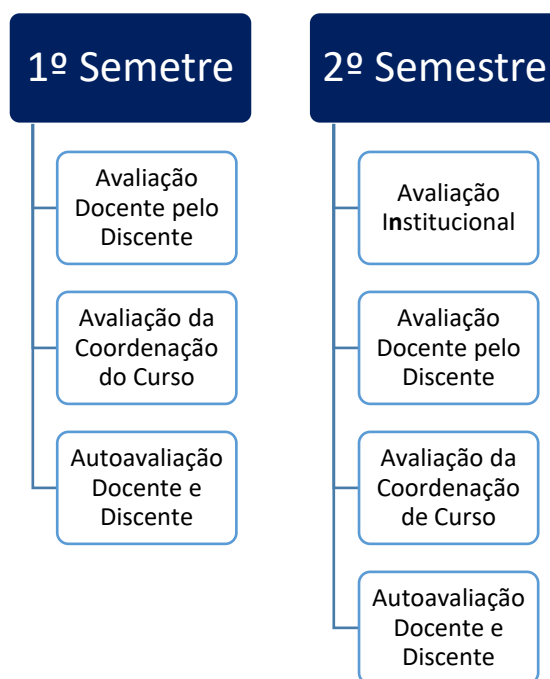 1º Semetre
Avaliação
Docente pelo
Discente
Avaliação da
Coordenação
do Curso
Autoavaliação
Docente e
Discente
2º Semestre
Avaliação
Institucional
Avaliação
Docente pelo
Discente
Avaliação da
Coordenação
de Curso
Autoavaliação
Docente e
Discente